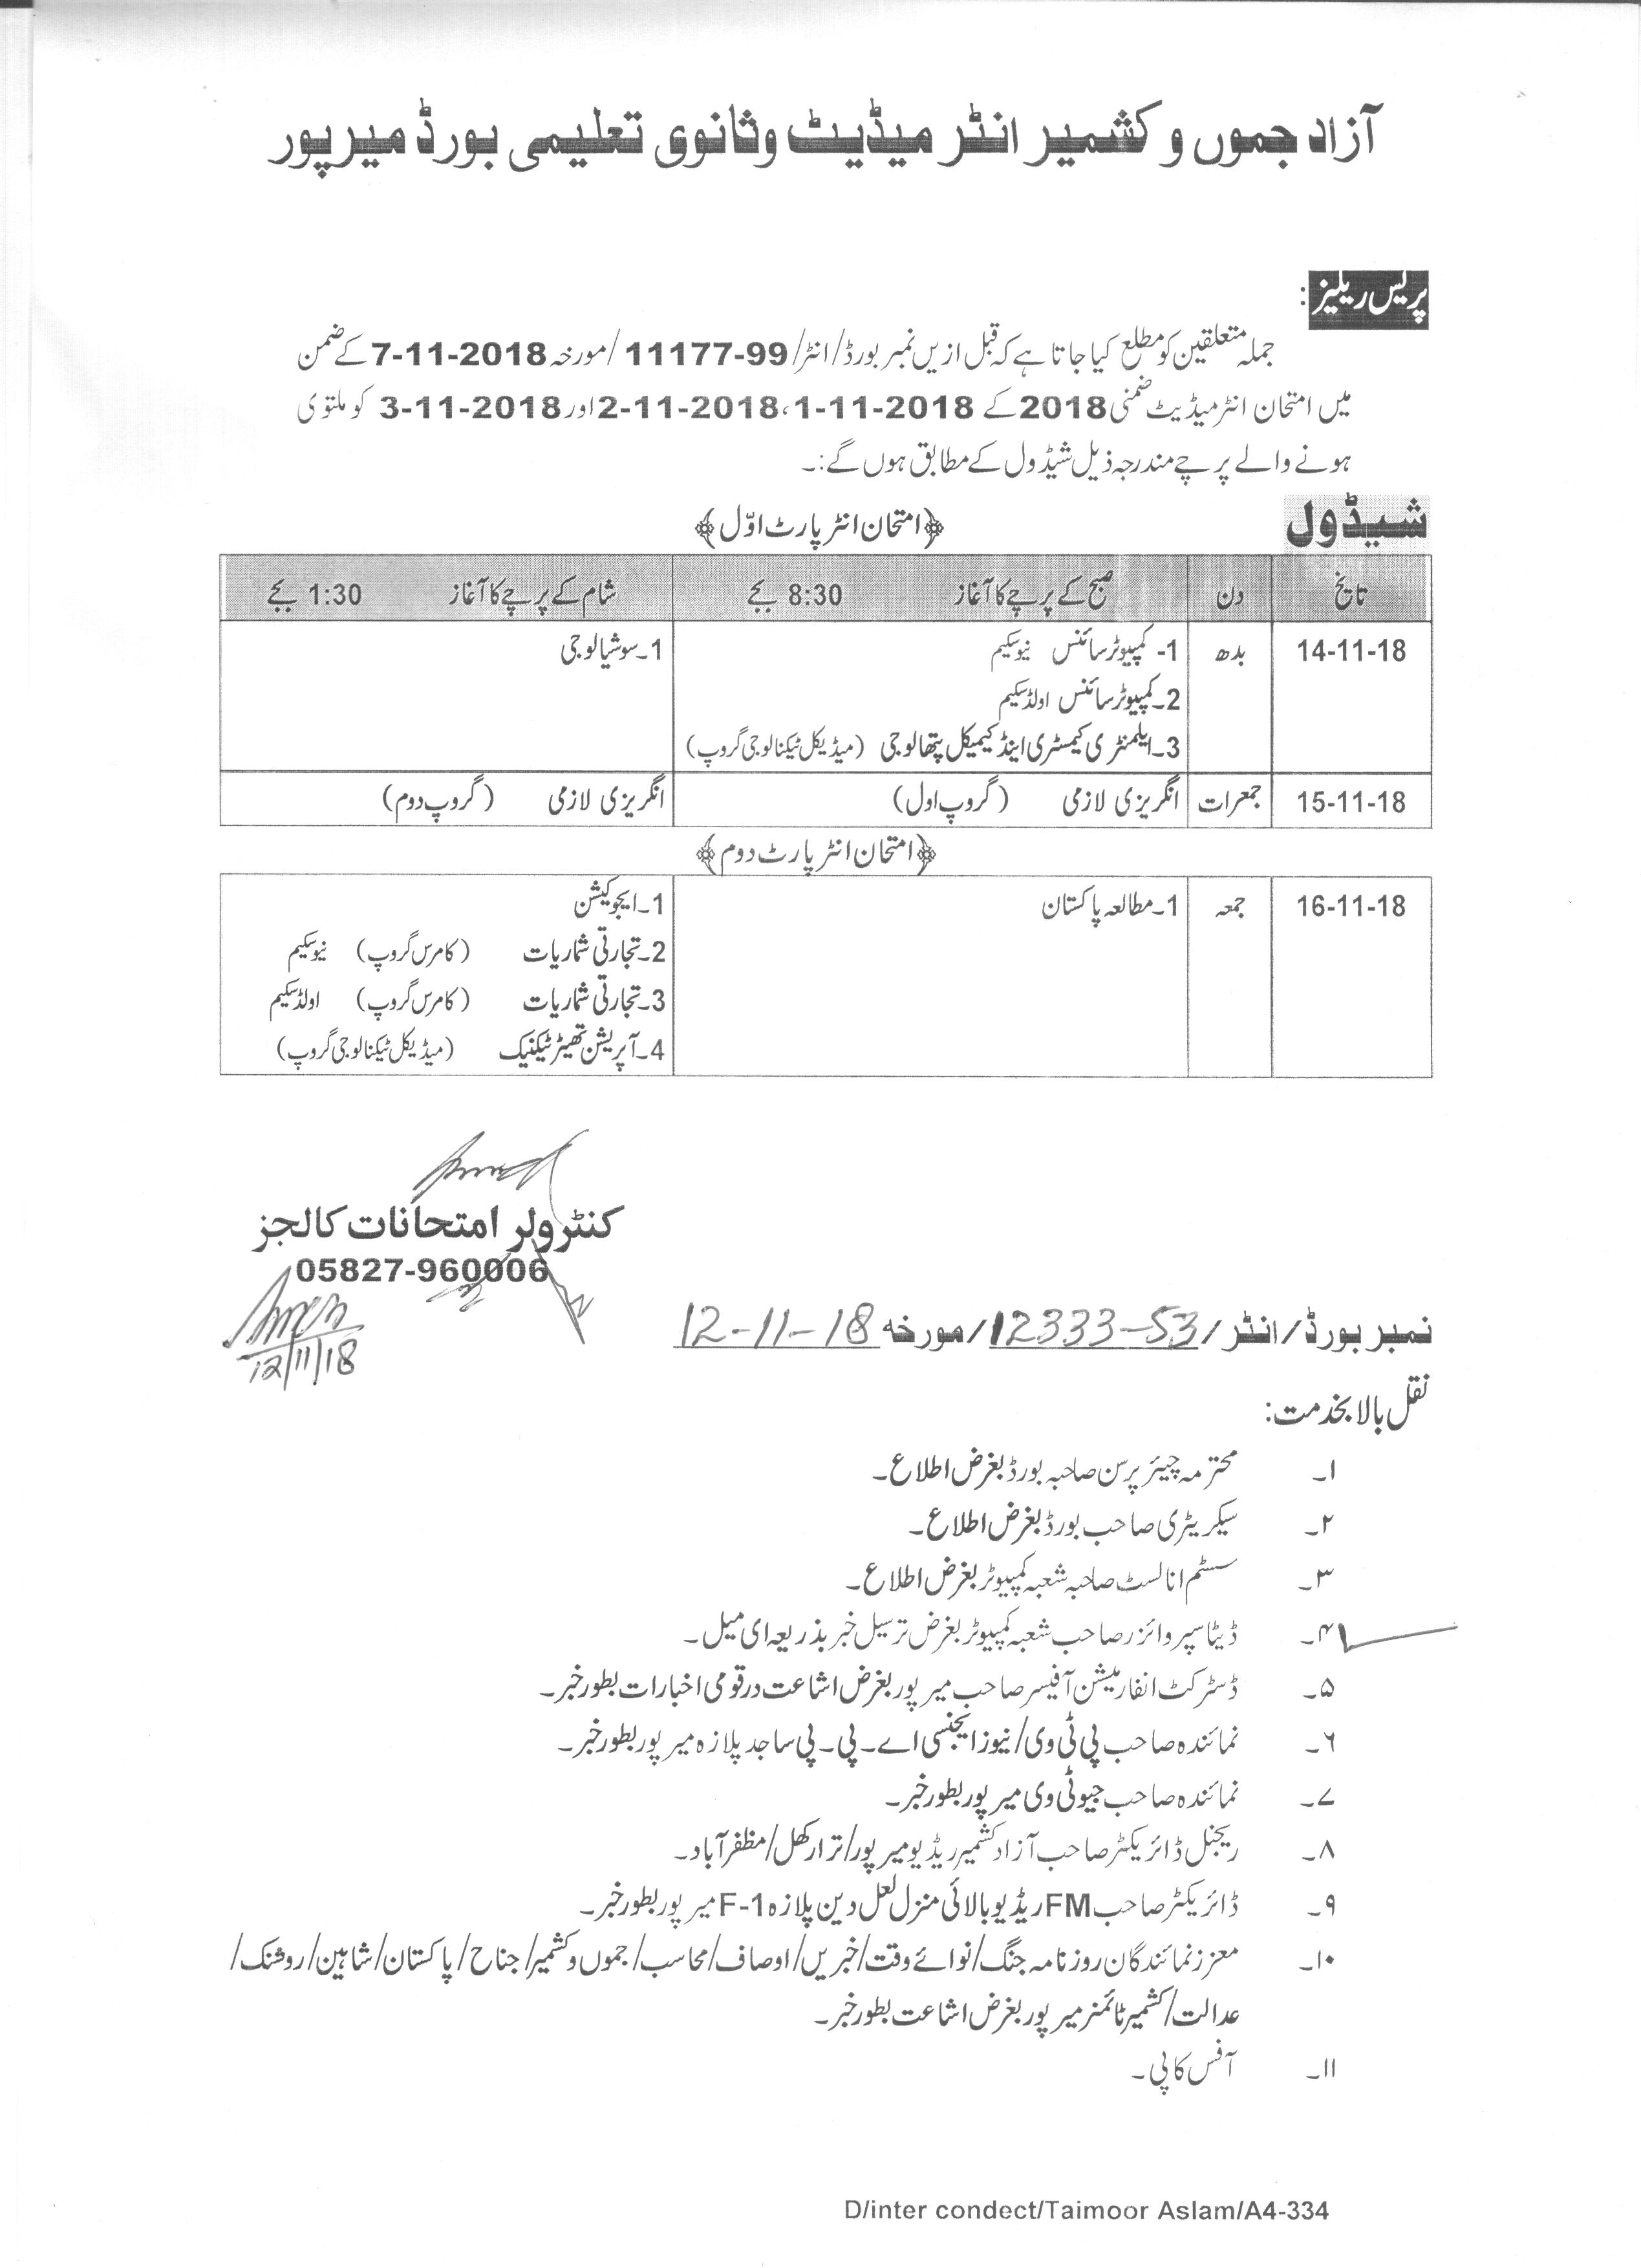 آزاد جموں و کشمیر انٹر میڈیٹ و ثانوی تعلیمی بورڈ میرپور
پریس ریلیز:
جملہ متعلقین کو مطلع کیا جاتا ہے کہ قبل ازیں نمبر بورڈ/انٹر/11177-99 /مورخہ 7-11-2018 کے ضمن
میں امتحان انٹر میڈیٹ ضمنی 2018 کے 1-11-2018، 2-11-2018 اور 3-11-2018 کو ملتوی
ہونے والے پرچے مندرجہ ذیل شیڈول کے مطابق ہوں گے:۔
شیڈول
﴿امتحان انٹر پارٹ اوّل﴾
تاریخ دن صبح کے پرچے کا آغاز 8:30 بجے شام کے پرچے کا آغاز 1:30 بجے
14-11-18 بدھ 1- کمپیوٹر سائنس نیو سکیم 1۔سوشیالوجی
2۔کمپیوٹر سائنس اولڈ سکیم
3۔ایلمنٹری کیمسٹری اینڈ کیمیکل پتھالوجی (میڈیکل ٹیکنالوجی گروپ)
15-11-18 جمعرات انگریزی لازمی (گروپ اول) انگریزی لازمی (گروپ دوم)
﴿امتحان انٹر پارٹ دوم﴾
16-11-18 جمعہ 1۔مطالعہ پاکستان 1۔ایجوکیشن
2۔تجارتی شماریات (کامرس گروپ) نیو سکیم
3۔تجارتی شماریات (کامرس گروپ) اولڈ سکیم
4۔آپریشن تھیٹر ٹیکنیک (میڈیکل ٹیکنالوجی گروپ)
کنٹرولر امتحانات کالجز
05827-960006
12/11/18
نمبر بورڈ/انٹر/12333-53/مورخہ 12-11-18
نقل بالا بخدمت:
۱۔ محترمہ چیئر پرسن صاحبہ بورڈ بغرض اطلاع۔
۲۔ سیکریٹری صاحب بورڈ بغرض اطلاع۔
۳۔ سسٹم انالسٹ صاحبہ شعبہ کمپیوٹر بغرض اطلاع۔
۴۔ ڈیٹا سپروائزر صاحب شعبہ کمپیوٹر بغرض ترسیل خبر بذریعہ ای میل۔
۵۔ ڈسٹرکٹ انفارمیشن آفیسر صاحب میرپور بغرض اشاعت در قومی اخبارات بطور خبر۔
۶۔ نمائندہ صاحب پی ٹی وی/نیوز ایجنسی اے۔پی۔پی ساجد پلازہ میرپور بطور خبر۔
۷۔ نمائندہ صاحب جیو ٹی وی میرپور بطور خبر۔
۸۔ ریجنل ڈائریکٹر صاحب آزاد کشمیر ریڈیو میرپور/تراڑکھل/مظفرآباد۔
۹۔ ڈائریکٹر صاحب FM ریڈیو بالائی منزل لعل دین پلازہ F-1 میرپور بطور خبر۔
۱۰۔ معزز نمائندگان روزنامہ جنگ/نوائے وقت/خبریں/اوصاف/محاسب/جموں و کشمیر/جناح/پاکستان/شاہین/روشنک/
عدالت/کشمیر ٹائمنر میرپور بغرض اشاعت بطور خبر۔
۱۱۔ آفس کاپی۔
D/inter condect/Taimoor Aslam/A4-334